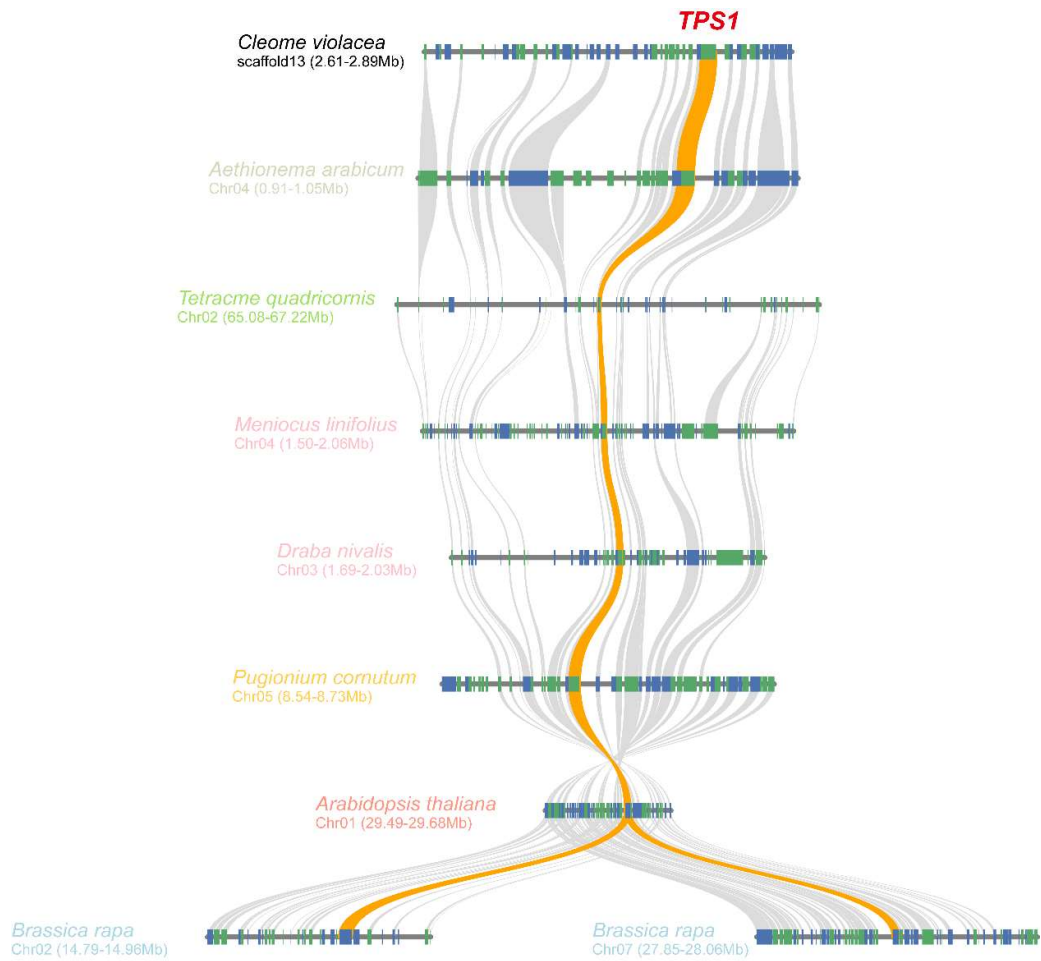 TPS1
Cleome violacea
scaffold13 (2.61-2.89Mb)
Aethionema arabicum
Chr04 (0.91-1.05Mb)
Tetracme quadricornis
Chr02 (65.08-67.22Mb)
Meniocus linifolius
Chr04 (1.50-2.06Mb)
Draba nivalis
Chr03 (1.69-2.03Mb)
Pugionium cornutum
Chr05 (8.54-8.73Mb)
Arabidopsis thaliana
Chr01 (29.49-29.68Mb)
Brassica rapa
Chr02 (14.79-14.96Mb)
Brassica rapa
Chr07 (27.85-28.06Mb)